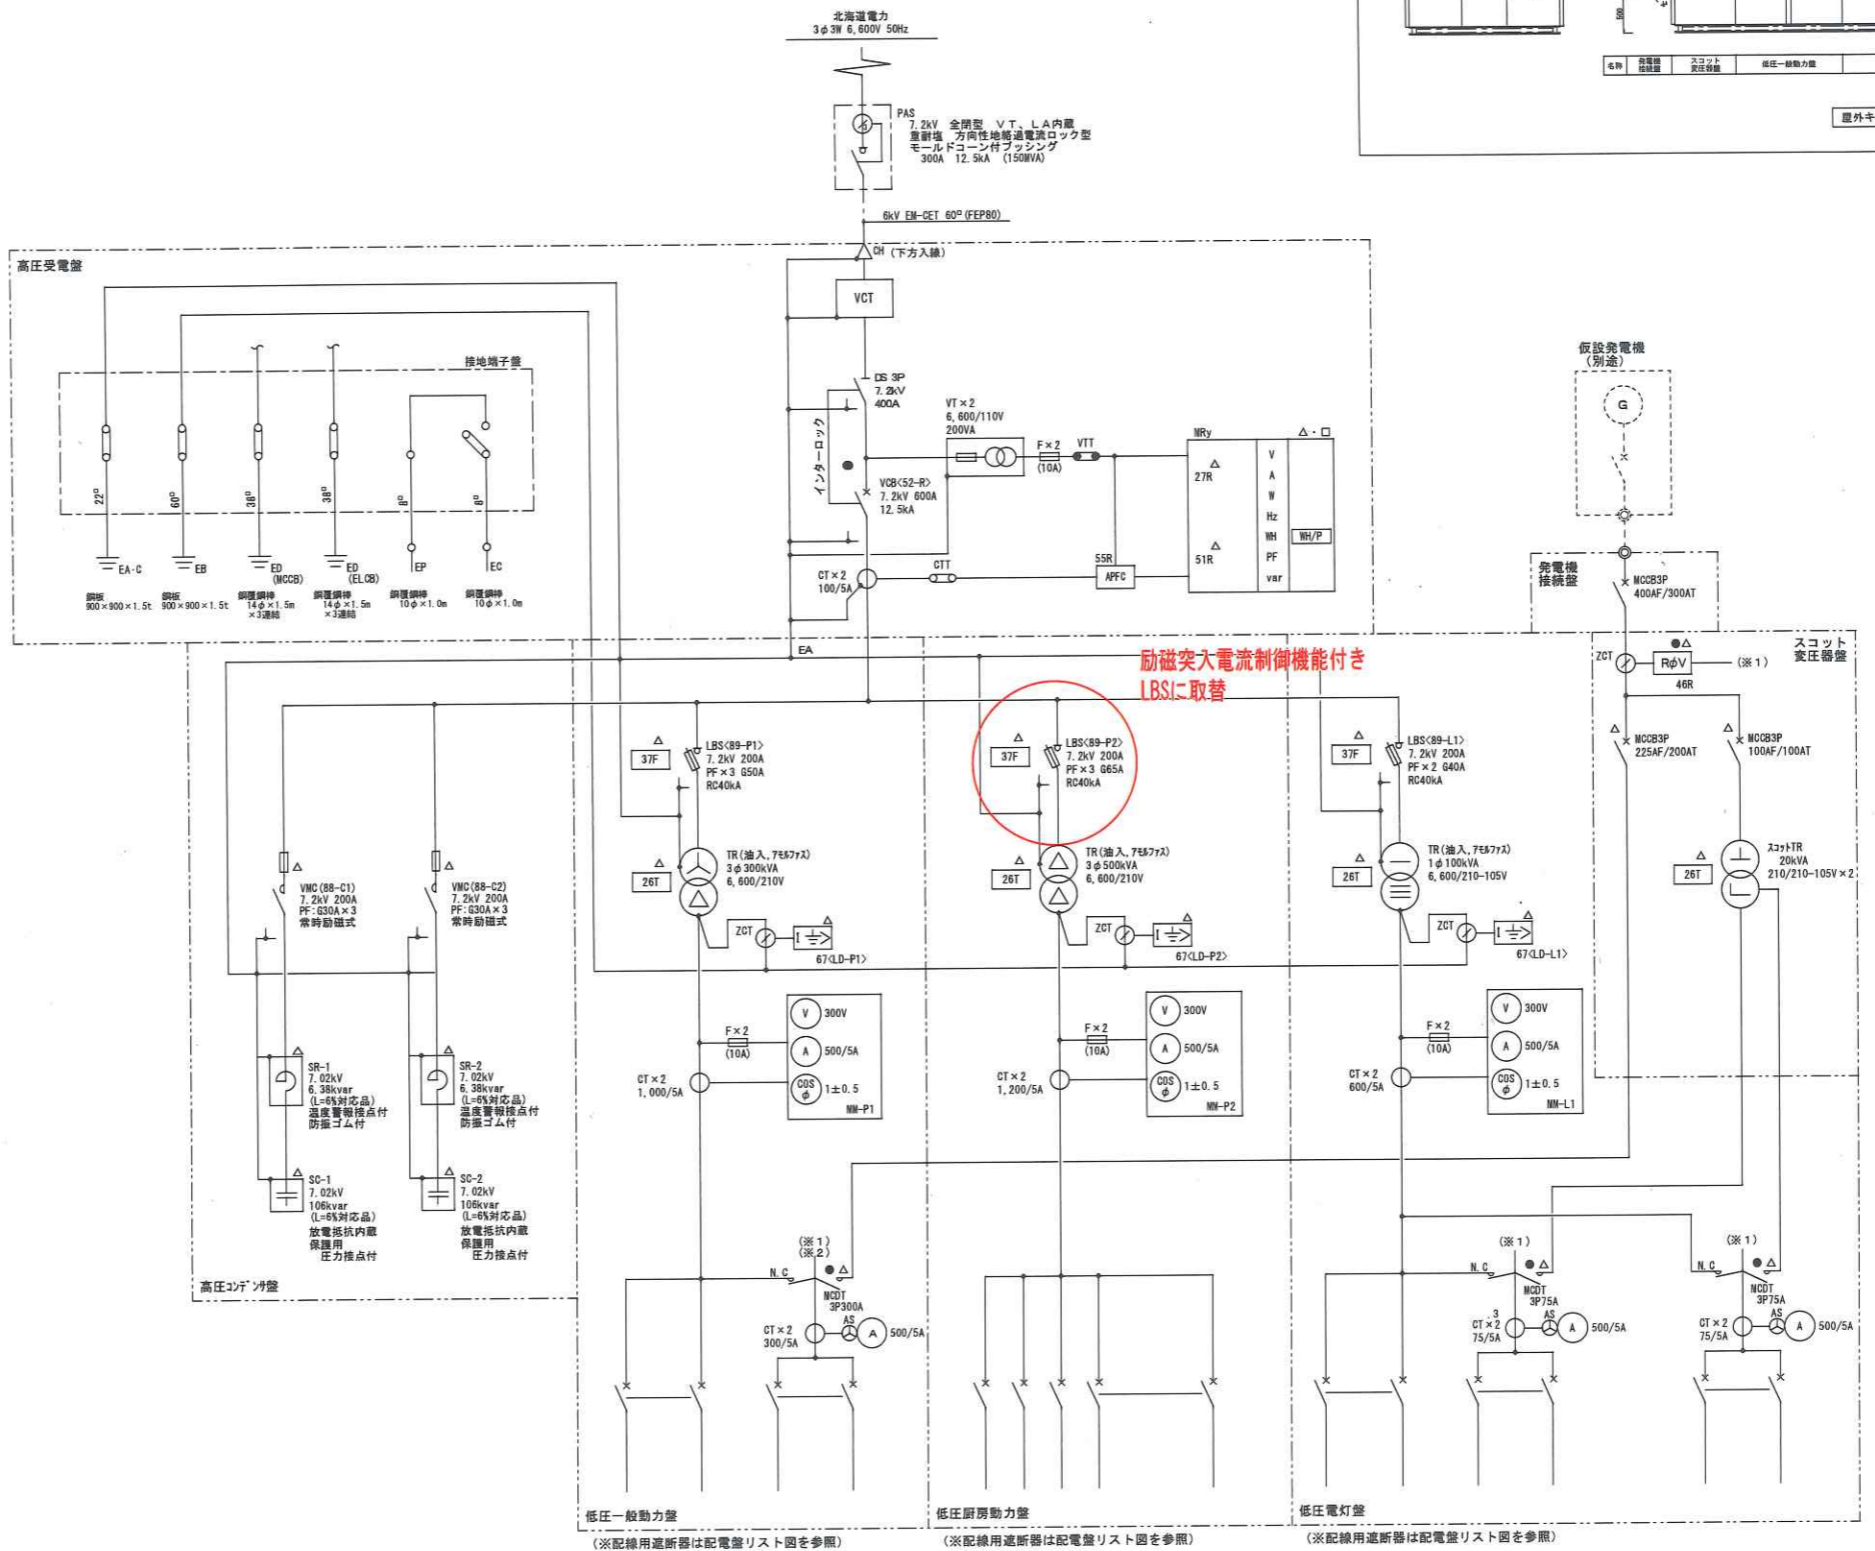 北海道電力
3φ3W 6,600V 50Hz
PAS
7.2kV 全閉型 VT、LA内蔵
重耐塩 方向性地絡過電流ロック型
モールドコーン付ブッシング
300A 12.5kA (150MVA)
6kV EM-CET 60□(FEP80)
名称
発電機
接続盤
スコット
変圧器盤
低圧一般動力盤
屋外キ
500
高圧受電盤
CH (下方入線)
VCT
接地端子盤
DS 3P
7.2kV
400A
インターロック
VCB<52-R>
7.2kV 600A
12.5kA
VT×2
6,600/110V
200VA
F×2
(10A)
VTT
MRy
△・□
27R
△
51R
△
V
A
W
Hz
WH
PF
var
WH/P
CT×2
100/5A
CTT
55R
APFC
22□
60□
38□
38□
8□
8□
EA·C
EB
ED
(MCCB)
ED
(ELCB)
EP
EC
銅板
900×900×1.5t
銅板
900×900×1.5t
銅覆鋼棒
14φ×1.5m
×3連結
銅覆鋼棒
14φ×1.5m
×3連結
銅覆鋼棒
10φ×1.0m
銅覆鋼棒
10φ×1.0m
仮設発電機
(別途)
G
発電機
接続盤
MCCB3P
400AF/300AT
スコット
変圧器盤
ZCT
●△
RφV
(※1)
46R
△
MCCB3P
225AF/200AT
△
MCCB3P
100AF/100AT
△
26T
スコットTR
20kVA
210/210-105V×2
EA
励磁突入電流制御機能付き
LBSに取替
△
37F
LBS<89-P1>
7.2kV 200A
PF×3 G50A
RC40kA
△
37F
LBS<89-P2>
7.2kV 200A
PF×3 G65A
RC40kA
△
37F
LBS<89-L1>
7.2kV 200A
PF×2 G40A
RC40kA
△
26T
TR(油入,アモルファス)
3φ300kVA
6,600/210V
△
26T
TR(油入,アモルファス)
3φ500kVA
6,600/210V
△
26T
TR(油入,アモルファス)
1φ100kVA
6,600/210-105V
△
VMC(88-C1)
7.2kV 200A
PF:G30A×3
常時励磁式
△
VMC(88-C2)
7.2kV 200A
PF:G30A×3
常時励磁式
ZCT
△
I
67<LD-P1>
ZCT
△
I
67<LD-P2>
ZCT
△
I
67<LD-L1>
V 300V
A 500/5A
COS
φ 1±0.5
MM-P1
F×2
(10A)
CT×2
1,000/5A
V 300V
A 500/5A
COS
φ 1±0.5
MM-P2
F×2
(10A)
CT×2
1,200/5A
V 300V
A 500/5A
COS
φ 1±0.5
MM-L1
F×2
(10A)
CT×2
600/5A
△
SR-1
7.02kV
6.38kvar
(L=6%対応品)
温度警報接点付
防振ゴム付
△
SR-2
7.02kV
6.38kvar
(L=6%対応品)
温度警報接点付
防振ゴム付
△
SC-1
7.02kV
106kvar
(L=6%対応品)
放電抵抗内蔵
保護用
圧力接点付
△
SC-2
7.02kV
106kvar
(L=6%対応品)
放電抵抗内蔵
保護用
圧力接点付
高圧コンデンサ盤
(※1)
(※2)
N.C
●△
MCDT
3P300A
CT×2
300/5A
AS
A 500/5A
(※1)
N.C
●△
MCDT
3P75A
3
CT×2
75/5A
AS
A 500/5A
(※1)
N.C
●△
MCDT
3P75A
CT×2
75/5A
AS
A 500/5A
低圧一般動力盤
(※配線用遮断器は配電盤リスト図を参照)
低圧厨房動力盤
(※配線用遮断器は配電盤リスト図を参照)
低圧電灯盤
(※配線用遮断器は配電盤リスト図を参照)